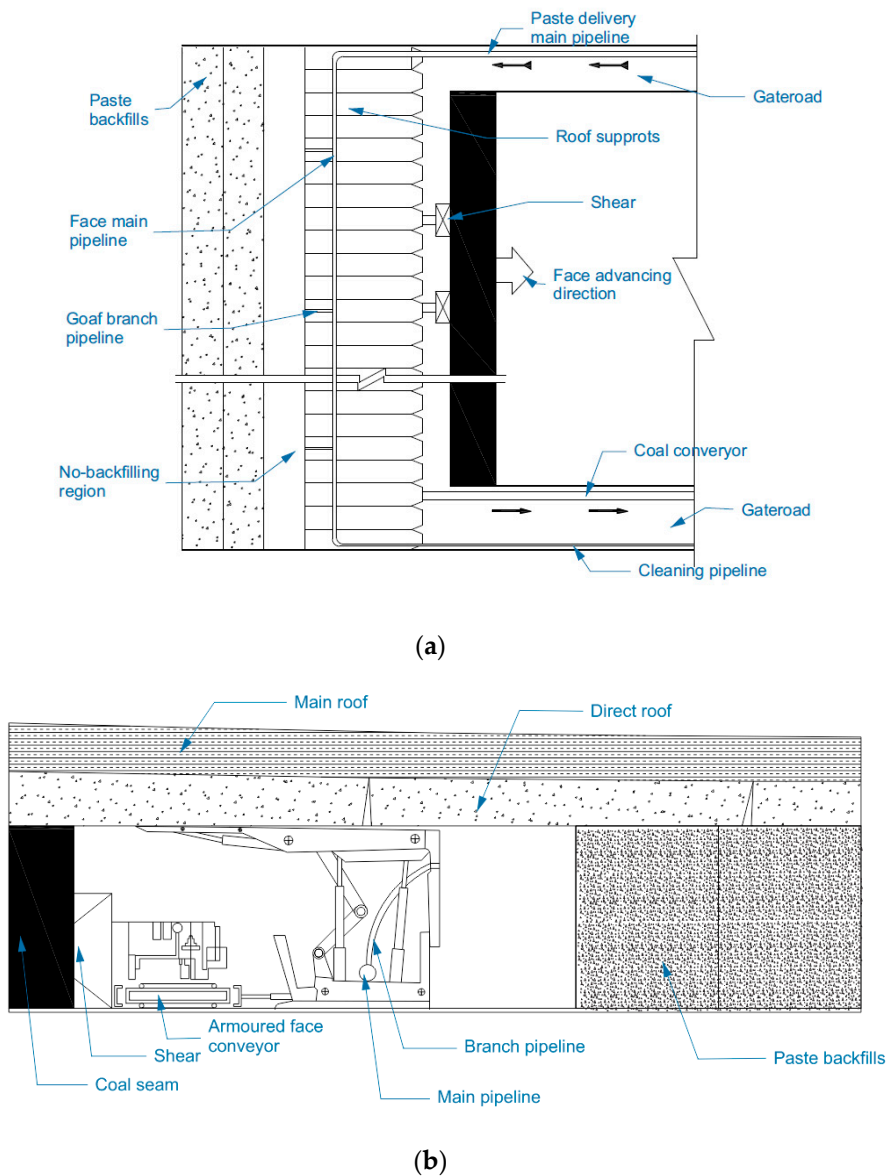 Paste delivery
main pipeline
Paste
backfills
Gateroad
Roof supprots
Shear
Face main
pipeline
Face advancing
direction
Goaf branch
pipeline
Coal converyor
No-backfilling
region
Gateroad
Cleaning pipeline
(a)
Main roof
Direct roof
Armoured face
conveyor
Shear
Branch pipeline
Paste backfills
Coal seam
Main pipeline
(b)